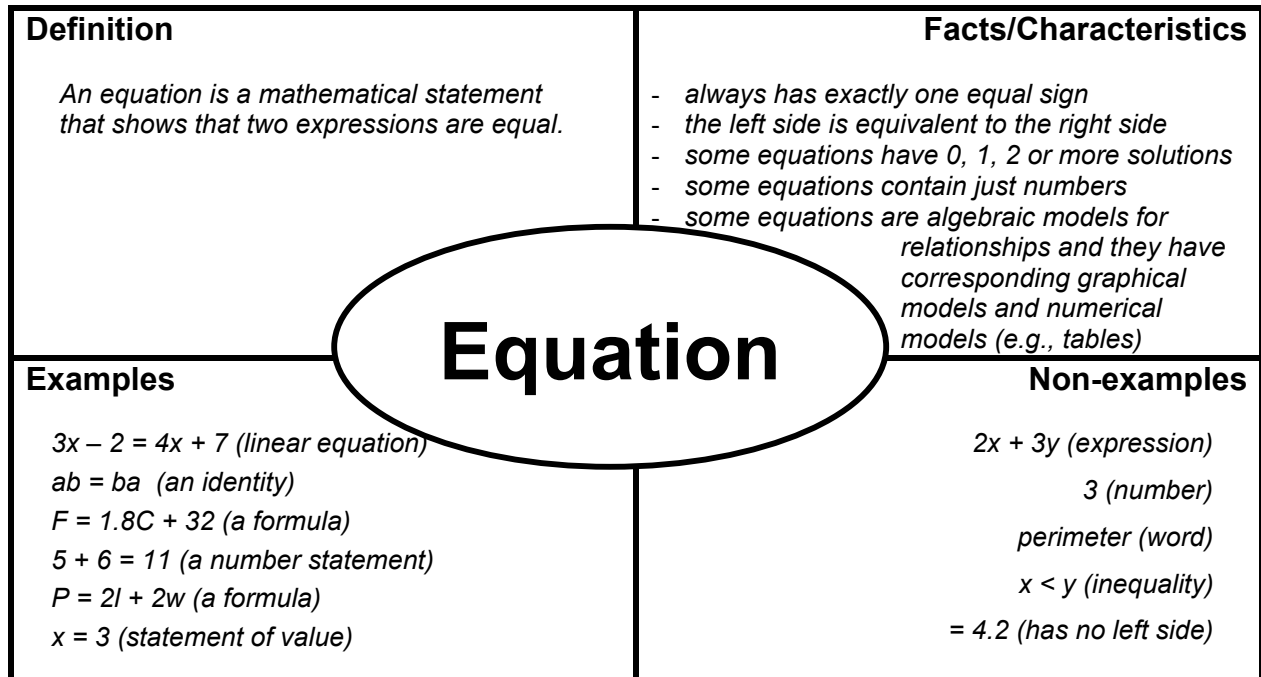 Definition
An equation is a mathematical statement
that shows that two expressions are equal.
Facts/Characteristics
- always has exactly one equal sign
- the left side is equivalent to the right side
- some equations have 0, 1, 2 or more solutions
- some equations contain just numbers
- some equations are algebraic models for
relationships and they have
corresponding graphical
models and numerical
models (e.g., tables)
Equation
Examples
3x – 2 = 4x + 7 (linear equation)
ab = ba (an identity)
F = 1.8C + 32 (a formula)
5 + 6 = 11 (a number statement)
P = 2l + 2w (a formula)
x = 3 (statement of value)
Non-examples
2x + 3y (expression)
3 (number)
perimeter (word)
x < y (inequality)
= 4.2 (has no left side)